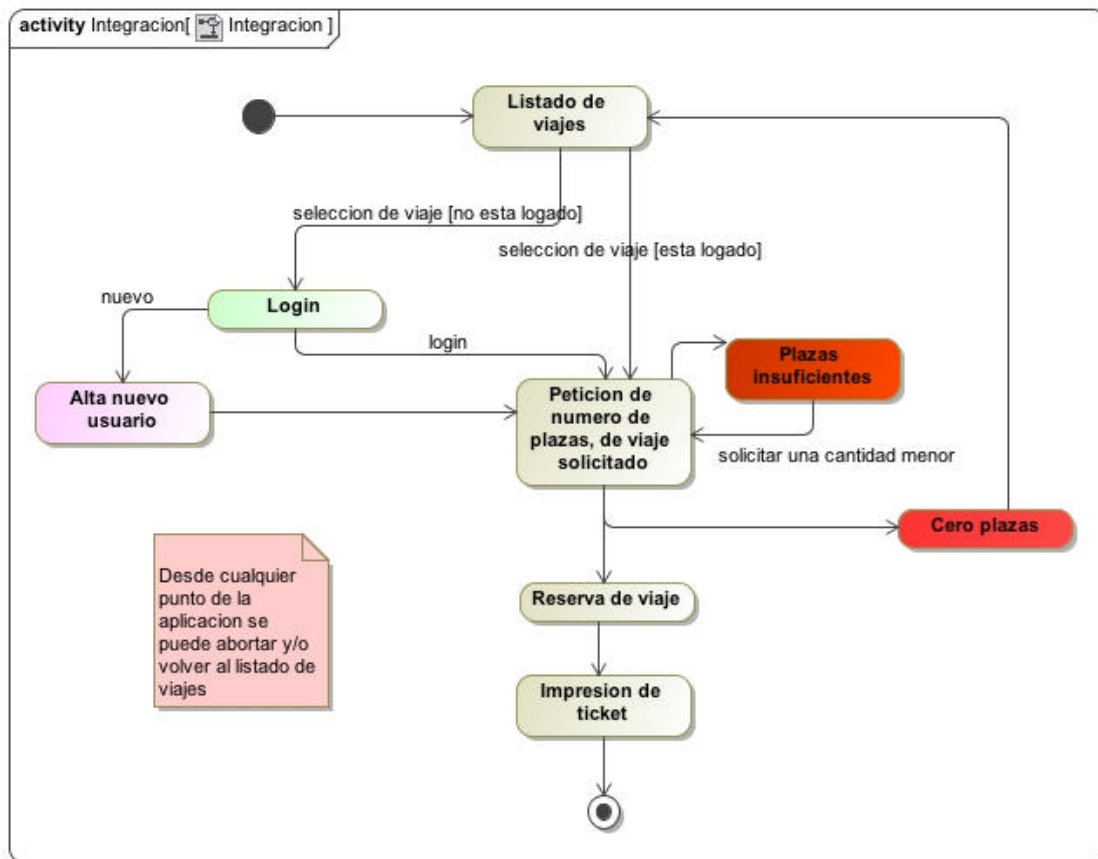 activity Integracion[ Integracion ]
Listado de
viajes
seleccion de viaje [no esta logado]
seleccion de viaje [esta logado]
nuevo
Login
login
Plazas
insuficientes
Alta nuevo
usuario
Peticion de
numero de
plazas, de viaje
solicitado
solicitar una cantidad menor
Cero plazas
Desde cualquier
punto de la
aplicacion se
puede abortar y/o
volver al listado de
viajes
Reserva de viaje
Impresion de
ticket